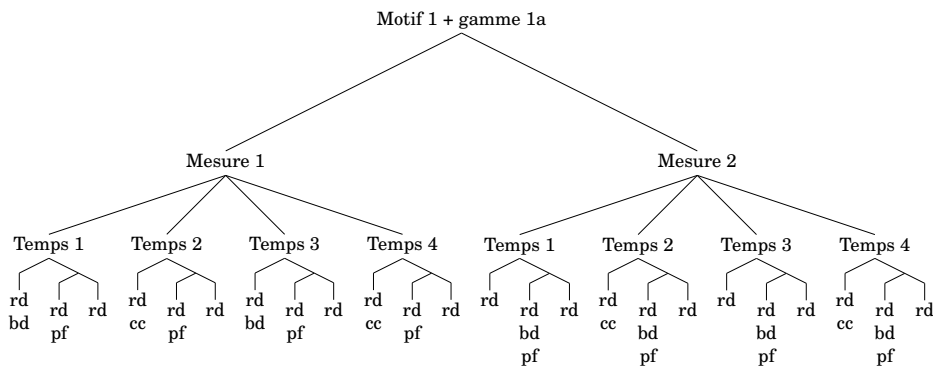 Motif 1 + gamme 1a
Mesure 1 Mesure 2
Temps 1 Temps 2 Temps 3 Temps 4 Temps 1 Temps 2 Temps 3 Temps 4
rd rd rd rd rd rd rd rd
rd rd rd rd rd rd rd rd rd rd rd rd rd rd rd rd
bd cc bd cc cc cc
pf pf pf pf bd bd bd bd
pf pf pf pf